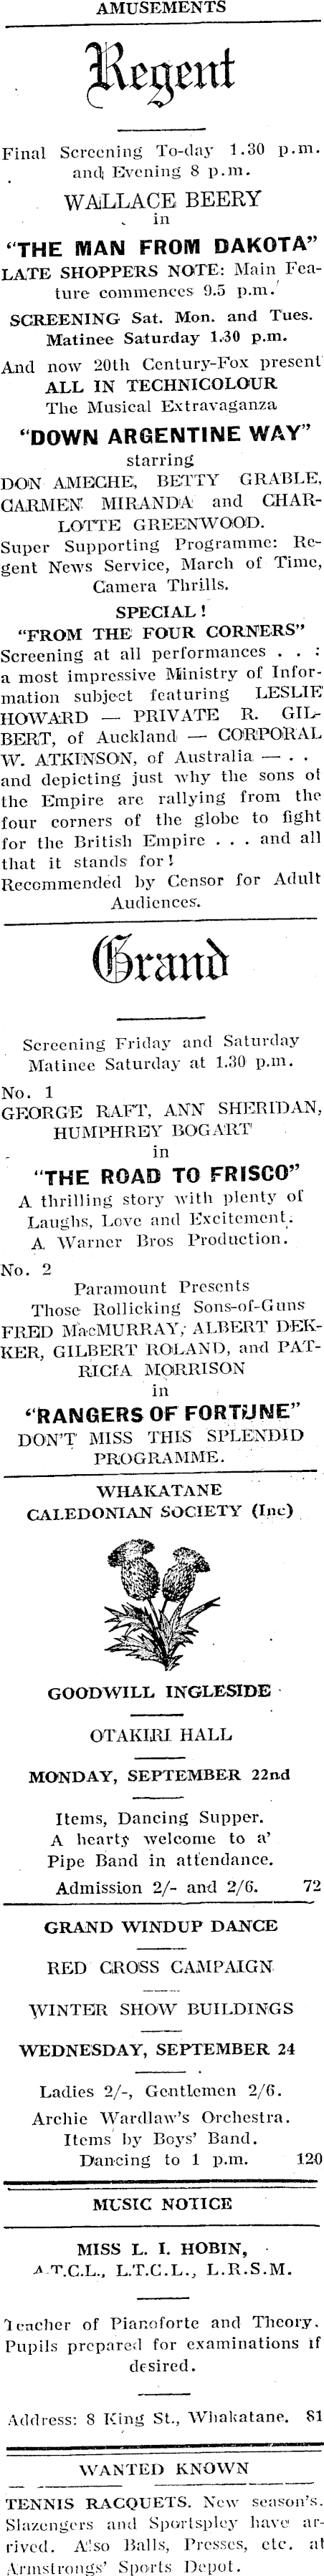 AMUSEMENTS
Regent
Final Screening To-day 1.30 p.m.
and Evening 8 p.m.
WALLACE BEERY
in
"THE MAN FROM DAKOTA"
LATE SHOPPERS NOTE: Main Fea-
ture commences 9.5 p.m.
SCREENING Sat. Mon. and Tues.
Matinee Saturday 1.30 p.m.
And now 20th Century-Fox present
ALL IN TECHNICOLOUR
The Musical Extravaganza
"DOWN ARGENTINE WAY"
starring
DON AMECHE, BETTY GRABLE,
CARMEN MIRANDA and CHAR-
LOTTE GREENWOOD.
Super Supporting Programme: Re-
gent News Service, March of Time,
Camera Thrills.
SPECIAL!
"FROM THE FOUR CORNERS"
Screening at all performances . . :
a most impressive Ministry of Infor-
mation subject featuring LESLIE
HOWARD — PRIVATE R. GIL-
BERT, of Auckland — CORPORAL
W. ATKINSON, of Australia — . .
and depicting just why the sons of
the Empire are rallying from the
four corners of the globe to fight
for the British Empire . . . and all
that it stands for!
Recommended by Censor for Adult
Audiences.
Grand
Screening Friday and Saturday
Matinee Saturday at 1.30 p.m.
No. 1
GEORGE RAFT, ANN SHERIDAN,
HUMPHREY BOGART
in
"THE ROAD TO FRISCO"
A thrilling story with plenty of
Laughs, Love and Excitement.
A Warner Bros Production.
No. 2
Paramount Presents
Those Rollicking Sons-of-Guns
FRED MacMURRAY, ALBERT DEK-
KER, GILBERT ROLAND, and PAT-
RICIA MORRISON
in
"RANGERS OF FORTUNE"
DON'T MISS THIS SPLENDID
PROGRAMME.
WHAKATANE
CALEDONIAN SOCIETY (Inc)
GOODWILL INGLESIDE
OTAKIRI HALL
MONDAY, SEPTEMBER 22nd
Items, Dancing Supper.
A hearty welcome to a'
Pipe Band in attendance.
Admission 2/- and 2/6. 72
GRAND WINDUP DANCE
RED CROSS CAMPAIGN
WINTER SHOW BUILDINGS
WEDNESDAY, SEPTEMBER 24
Ladies 2/-, Gentlemen 2/6.
Archie Wardlaw's Orchestra.
Items by Boys' Band.
Dancing to 1 p.m. 120
MUSIC NOTICE
MISS L. I. HOBIN,
A.T.C.L., L.T.C.L., L.R.S.M.
Teacher of Pianoforte and Theory.
Pupils prepared for examinations if
desired.
Address: 8 King St., Whakatane. 81
WANTED KNOWN
TENNIS RACQUETS. New season's.
Slazengers and Sportspley have ar-
rived. Also Balls, Presses, etc. at
Armstrongs' Sports Depot.